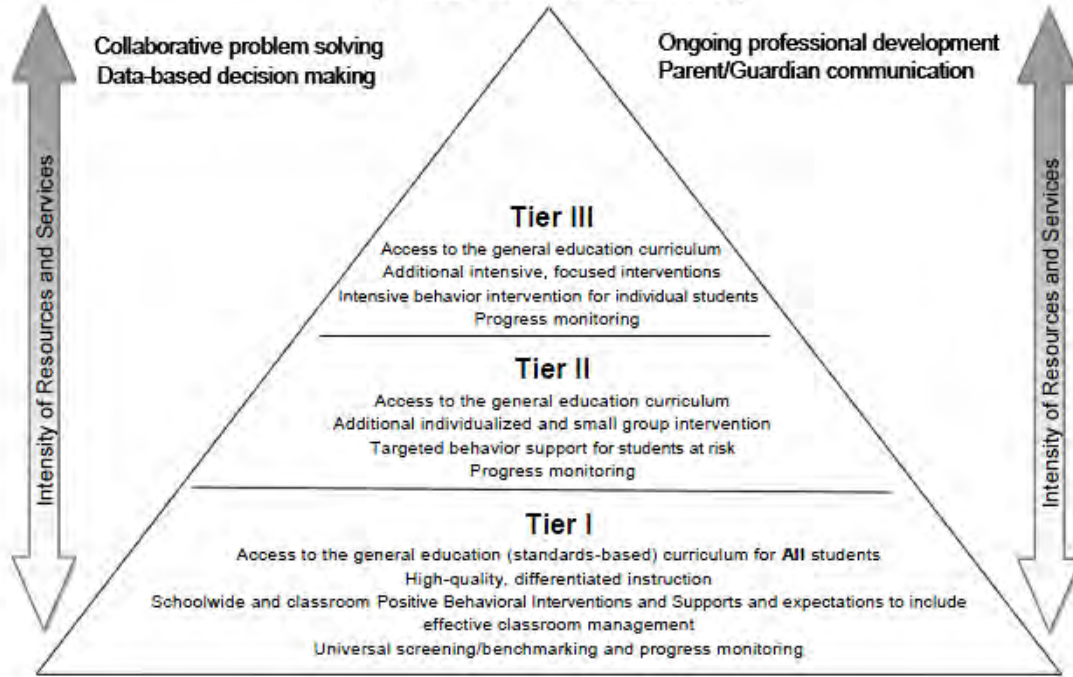 Collaborative problem solving
Data-based decision making
Ongoing professional development
Parent/Guardian communication
Intensity of Resources and Services
Tier III
Access to the general education curriculum
Additional intensive, focused interventions
Intensive behavior intervention for individual students
Progress monitoring
Tier II
Access to the general education curriculum
Additional individualized and small group intervention
Targeted behavior support for students at risk
Progress monitoring
Tier I
Access to the general education (standards-based) curriculum for All students
High-quality, differentiated instruction
Schoolwide and classroom Positive Behavioral Interventions and Supports and expectations to include
effective classroom management
Universal screening/benchmarking and progress monitoring
Intensity of Resources and Services